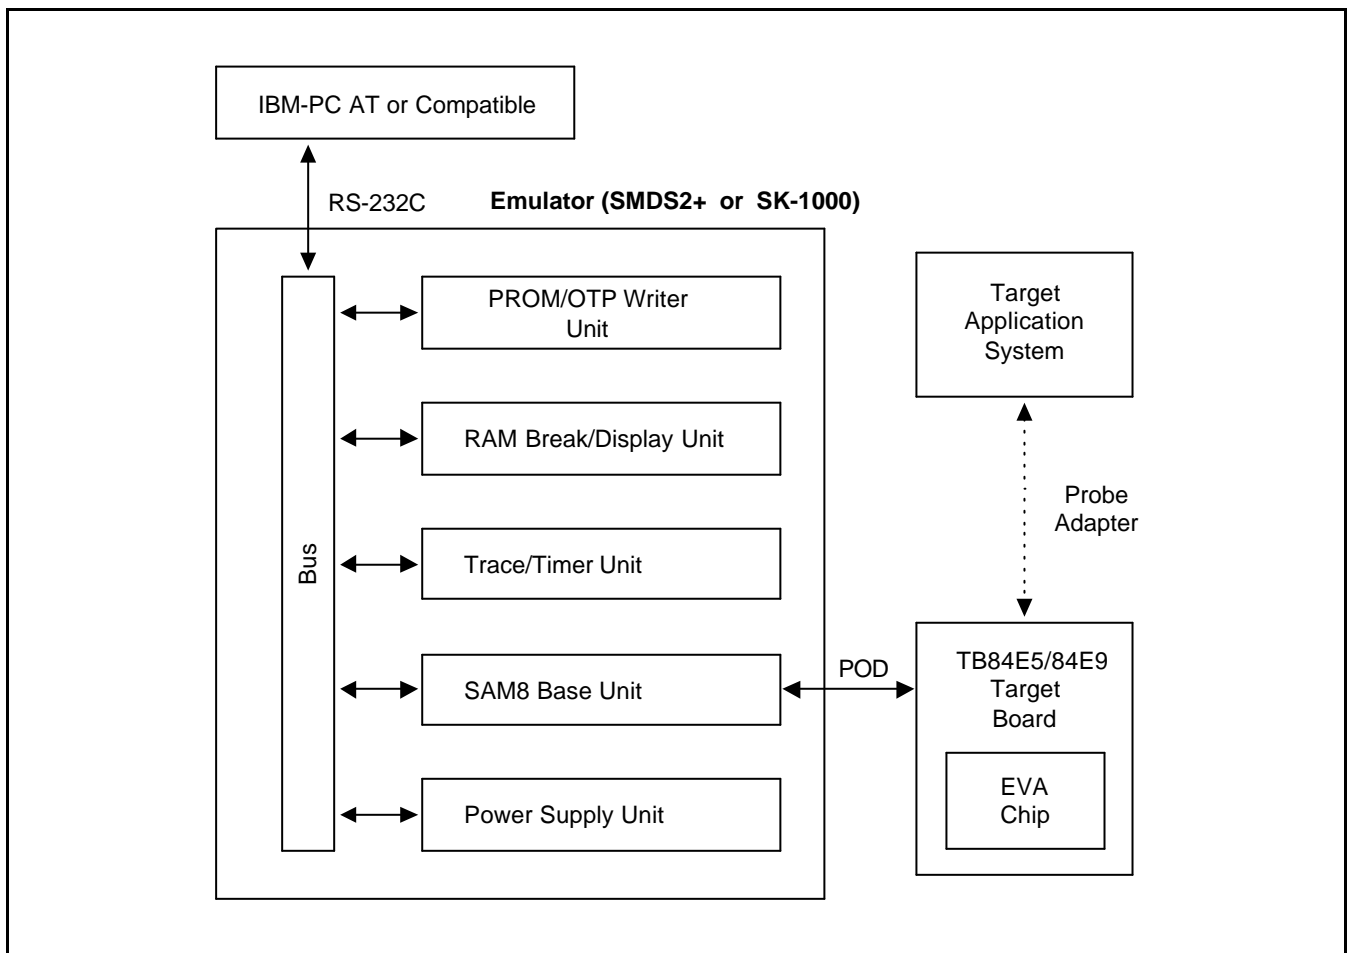 IBM-PC AT or Compatible
RS-232C
Emulator (SMDS2+ or SK-1000)
Bus
PROM/OTP Writer
Unit
RAM Break/Display Unit
Trace/Timer Unit
SAM8 Base Unit
Power Supply Unit
POD
Target
Application
System
Probe
Adapter
TB84E5/84E9
Target
Board
EVA
Chip